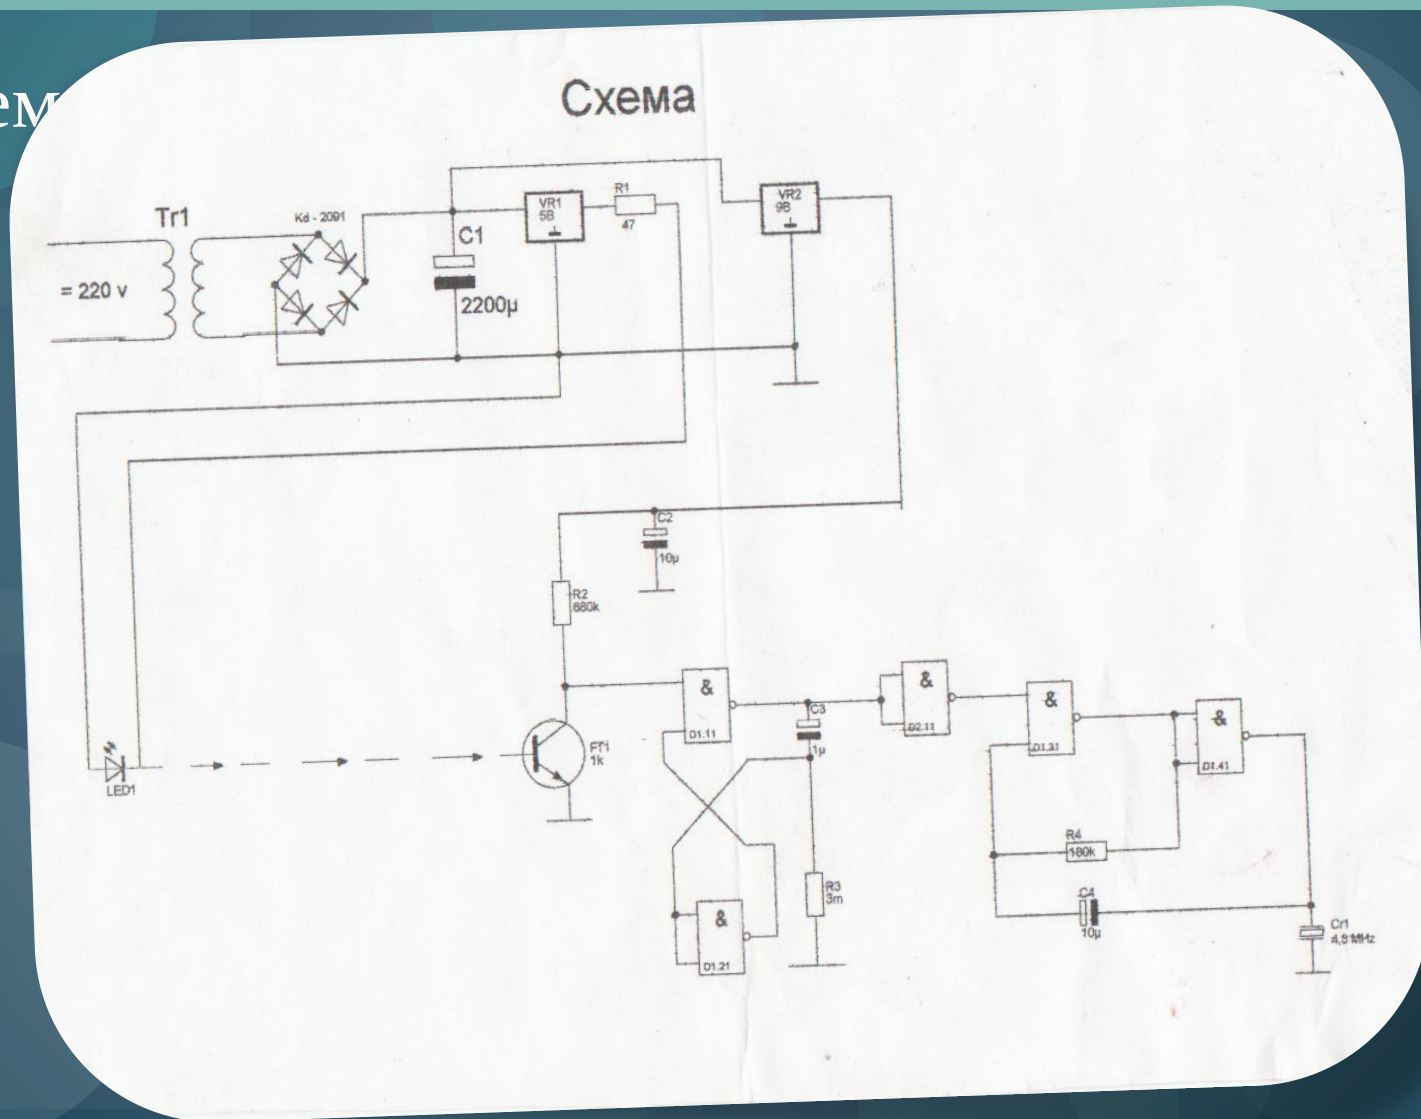 ем
Схема
Tr1
= 220 v
Kd - 2091
C1
2200µ
VR1
5В
R1
47
VR2
9В
C2
10µ
R2
680k
LED1
FT1
1k
&
D1.11
C3
1µ
&
D2.11
&
D1.31
&
D1.41
R4
180k
C4
10µ
R3
3m
&
D1.21
Cr1